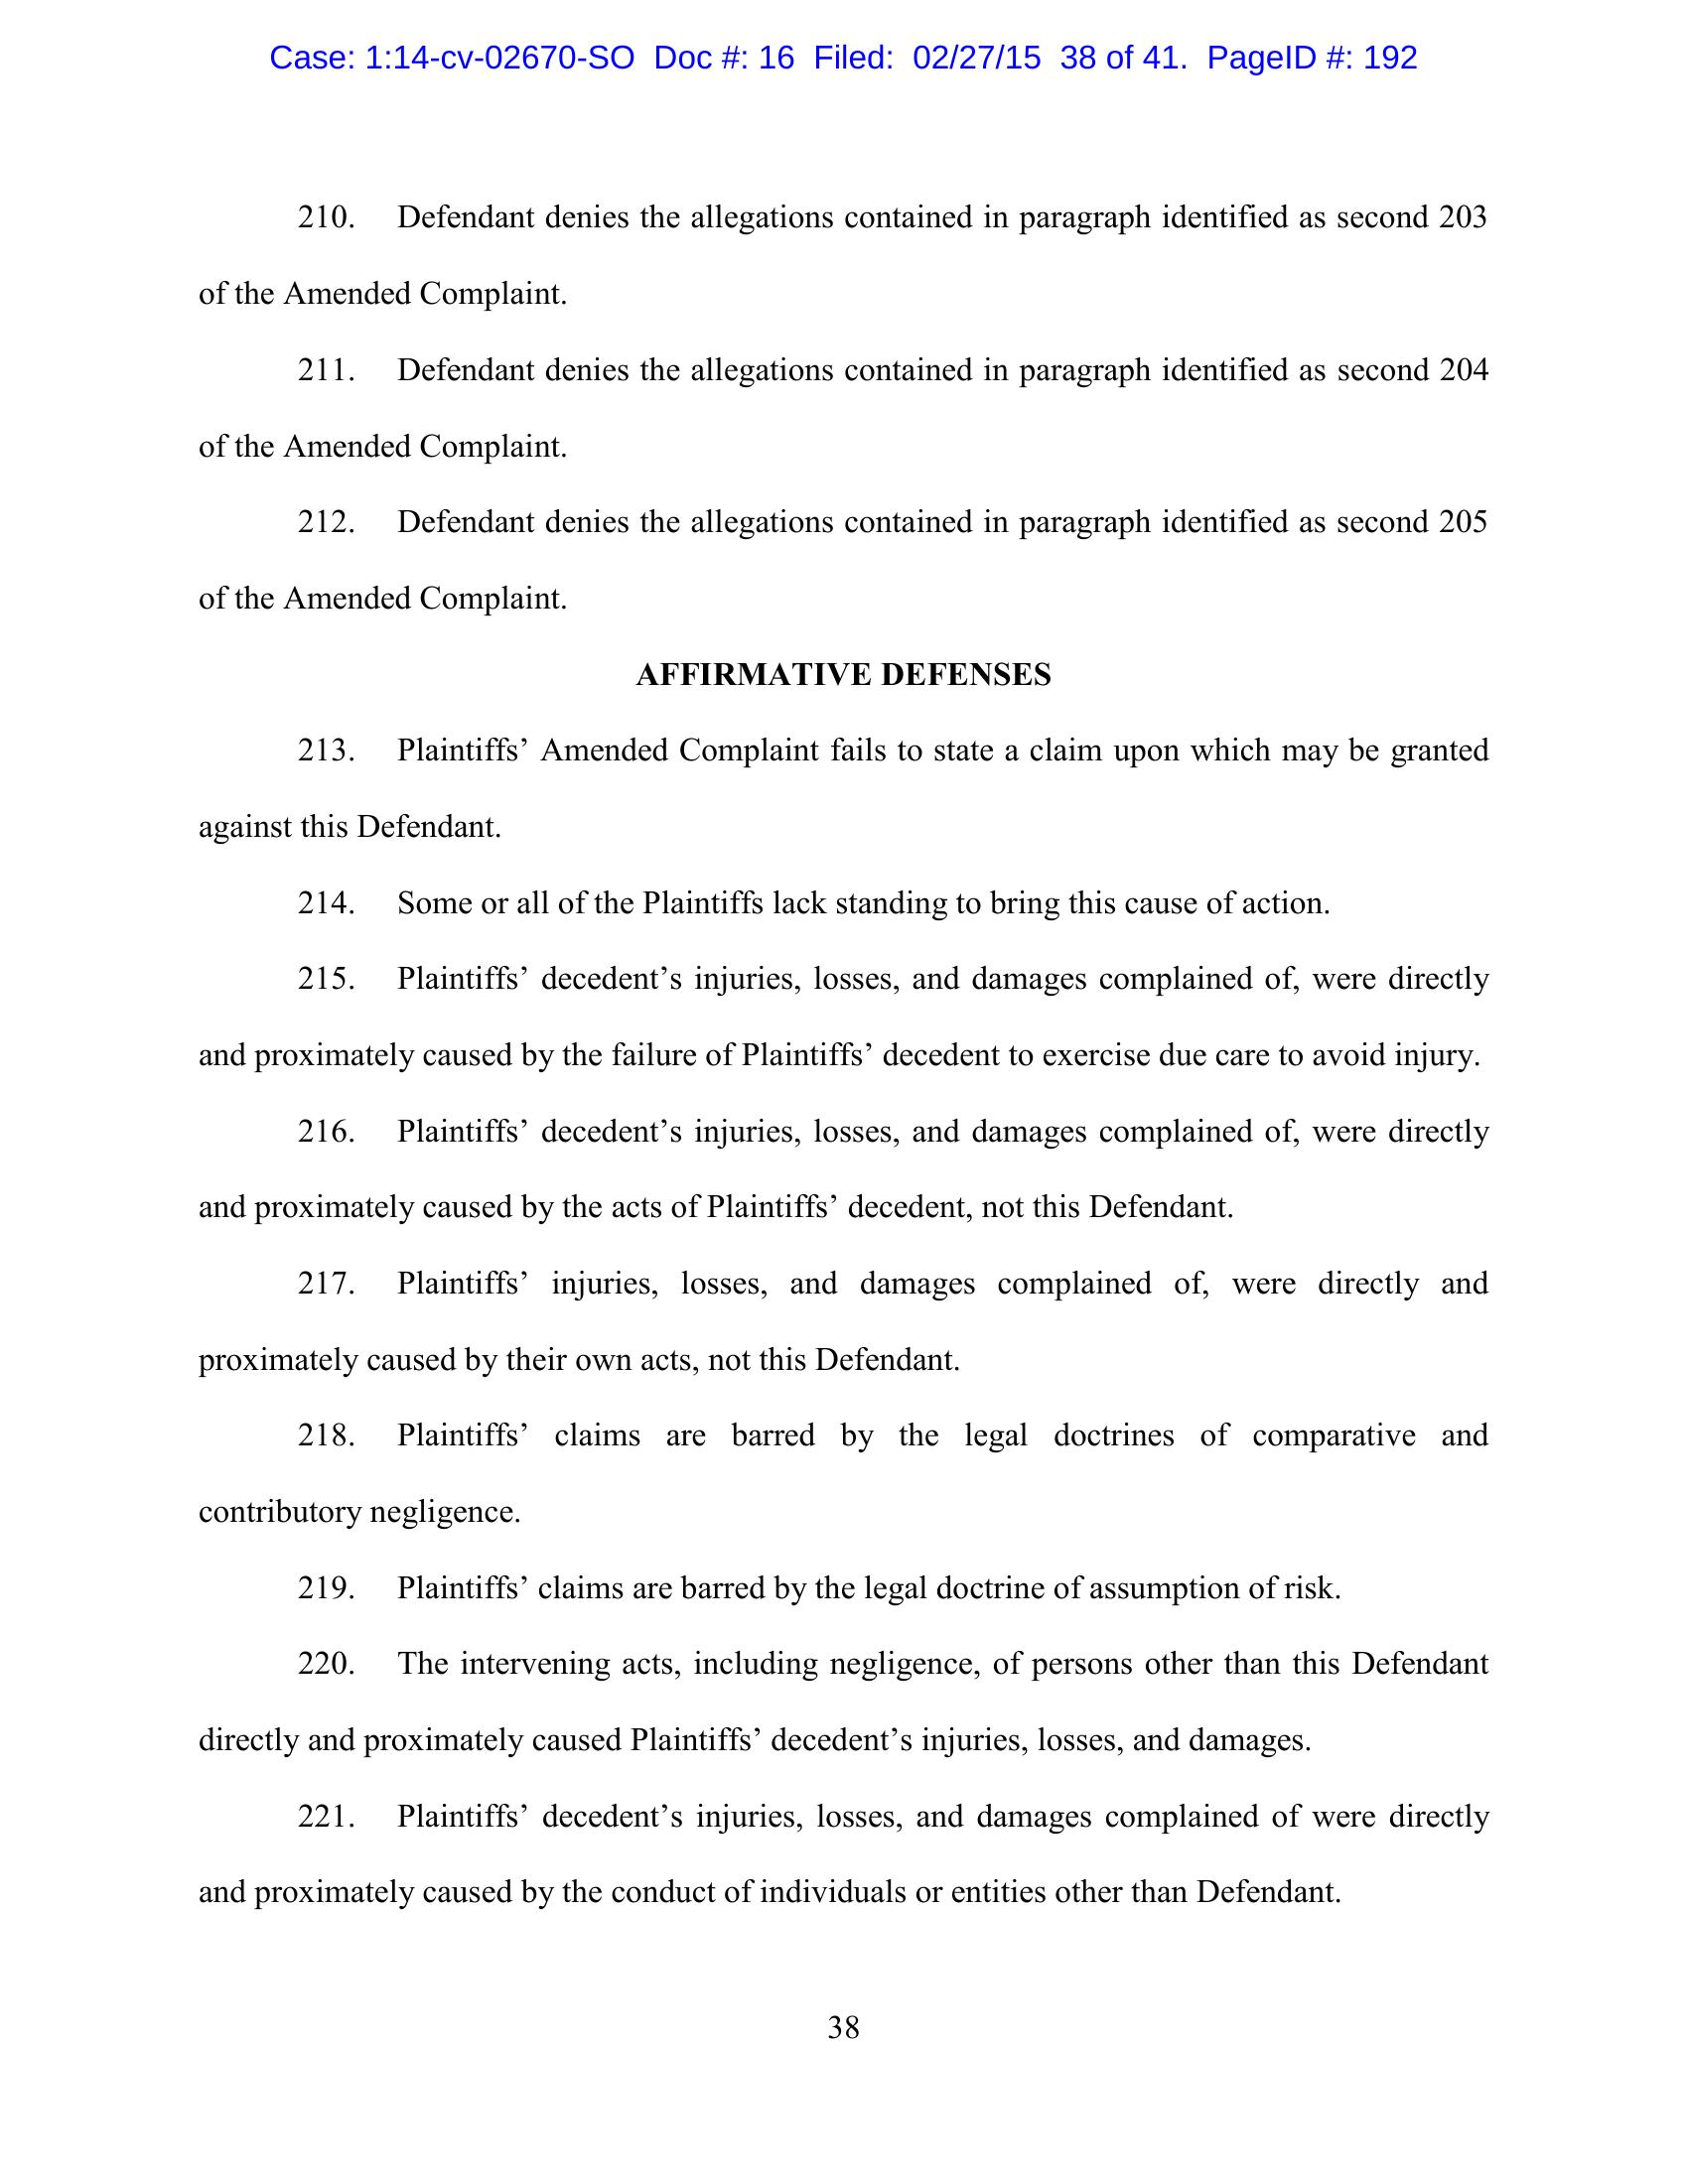 Case: 1:14-cv-02670-SO Doc #: 16 Filed: 02/27/15 38 of 41. PageID #: 192
210. Defendant denies the allegations contained in paragraph identified as second 203
of the Amended Complaint.
211. Defendant denies the allegations contained in paragraph identified as second 204
of the Amended Complaint.
212. Defendant denies the allegations contained in paragraph identified as second 205
of the Amended Complaint.
AFFIRMATIVE DEFENSES
213. Plaintiffs’ Amended Complaint fails to state a claim upon which may be granted
against this Defendant.
214. Some or all of the Plaintiffs lack standing to bring this cause of action.
215. Plaintiffs’ decedent’s injuries, losses, and damages complained of, were directly
and proximately caused by the failure of Plaintiffs’ decedent to exercise due care to avoid injury.
216. Plaintiffs’ decedent’s injuries, losses, and damages complained of, were directly
and proximately caused by the acts of Plaintiffs’ decedent, not this Defendant.
217. Plaintiffs’ injuries, losses, and damages complained of, were directly and
proximately caused by their own acts, not this Defendant.
218. Plaintiffs’ claims are barred by the legal doctrines of comparative and
contributory negligence.
219. Plaintiffs’ claims are barred by the legal doctrine of assumption of risk.
220. The intervening acts, including negligence, of persons other than this Defendant
directly and proximately caused Plaintiffs’ decedent’s injuries, losses, and damages.
221. Plaintiffs’ decedent’s injuries, losses, and damages complained of were directly
and proximately caused by the conduct of individuals or entities other than Defendant.
38